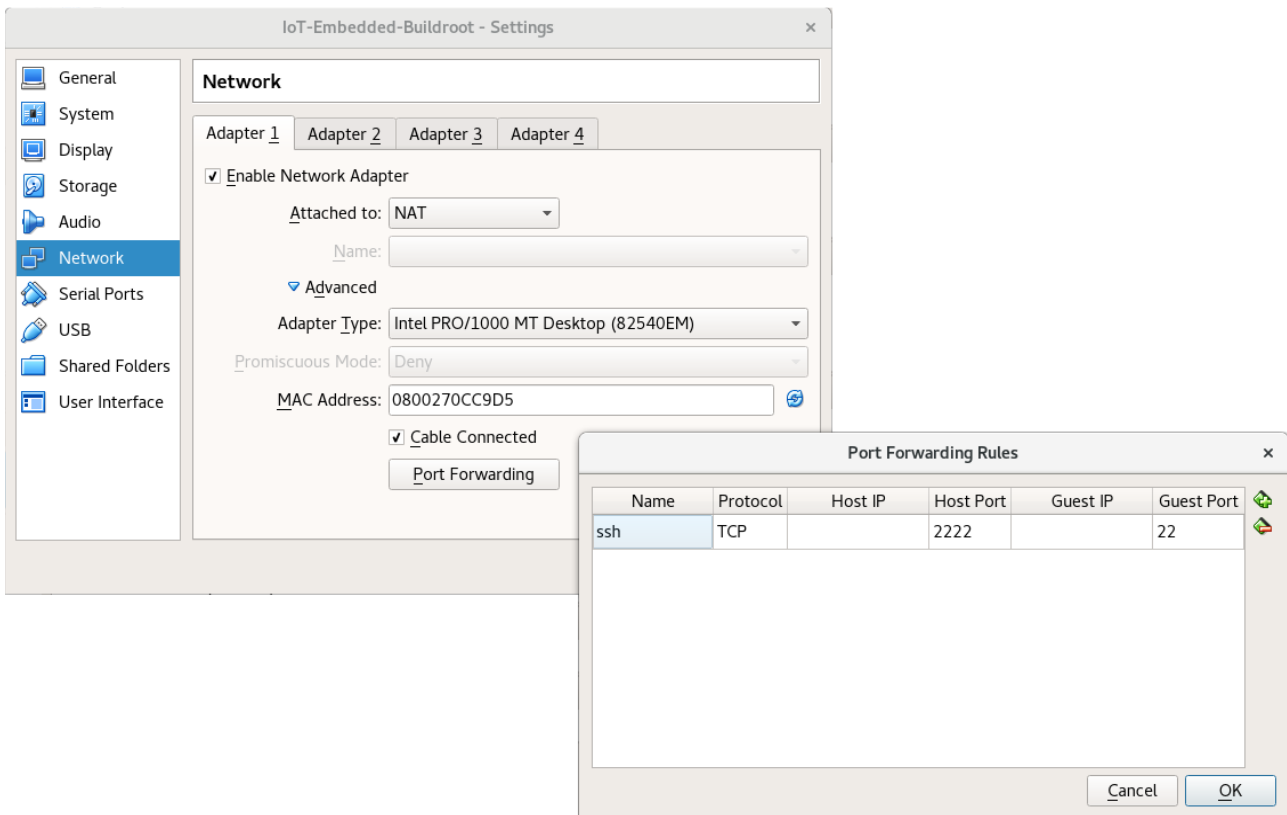 IoT-Embedded-Buildroot - Settings ×
General
System
Display
Storage
Audio
Network
Serial Ports
USB
Shared Folders
User Interface
Network
Adapter 1 Adapter 2 Adapter 3 Adapter 4
Enable Network Adapter
Attached to: NAT
Name:
Advanced
Adapter Type: Intel PRO/1000 MT Desktop (82540EM)
Promiscuous Mode: Deny
MAC Address: 0800270CC9D5
Cable Connected
Port Forwarding
Port Forwarding Rules ×
Name Protocol Host IP Host Port Guest IP Guest Port
ssh TCP 2222 22
Cancel OK